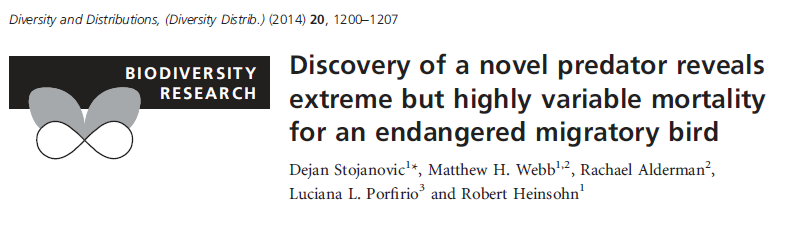 Diversity and Distributions, (Diversity Distrib.) (2014) 20, 1200–1207
BIODIVERSITY
RESEARCH
Discovery of a novel predator reveals
extreme but highly variable mortality
for an endangered migratory bird
Dejan Stojanovic1*, Matthew H. Webb1,2, Rachael Alderman2,
Luciana L. Porfirio3 and Robert Heinsohn1